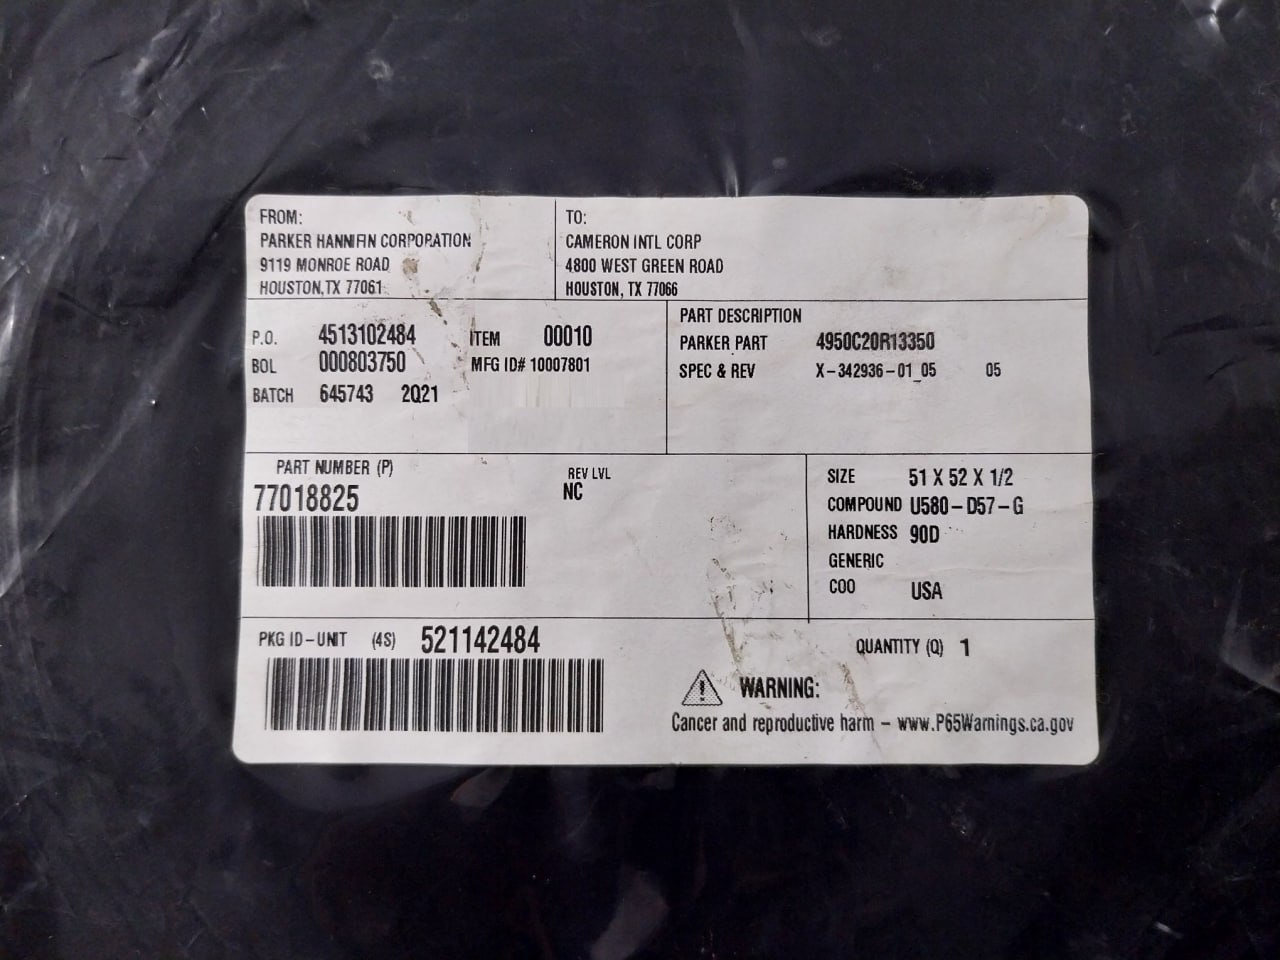 FROM:
PARKER HANNIFIN CORPORATION
9119 MONROE ROAD
HOUSTON,TX 77061
TO:
CAMERON INTL CORP
4800 WEST GREEN ROAD
HOUSTON, TX 77066
P.O. 4513102484 ITEM 00010
BOL 000803750 MFG ID# 10007801
BATCH 645743 2Q21
PART DESCRIPTION
PARKER PART 4950C20R13350
SPEC & REV X-342936-01_05 05
PART NUMBER (P) REV LVL
77018825 NC
SIZE 51 X 52 X 1/2
COMPOUND U580-D57-G
HARDNESS 90D
GENERIC
COO USA
PKG ID-UNIT (4S) 521142484
QUANTITY (Q) 1
WARNING:
Cancer and reproductive harm - www.P65Warnings.ca.gov